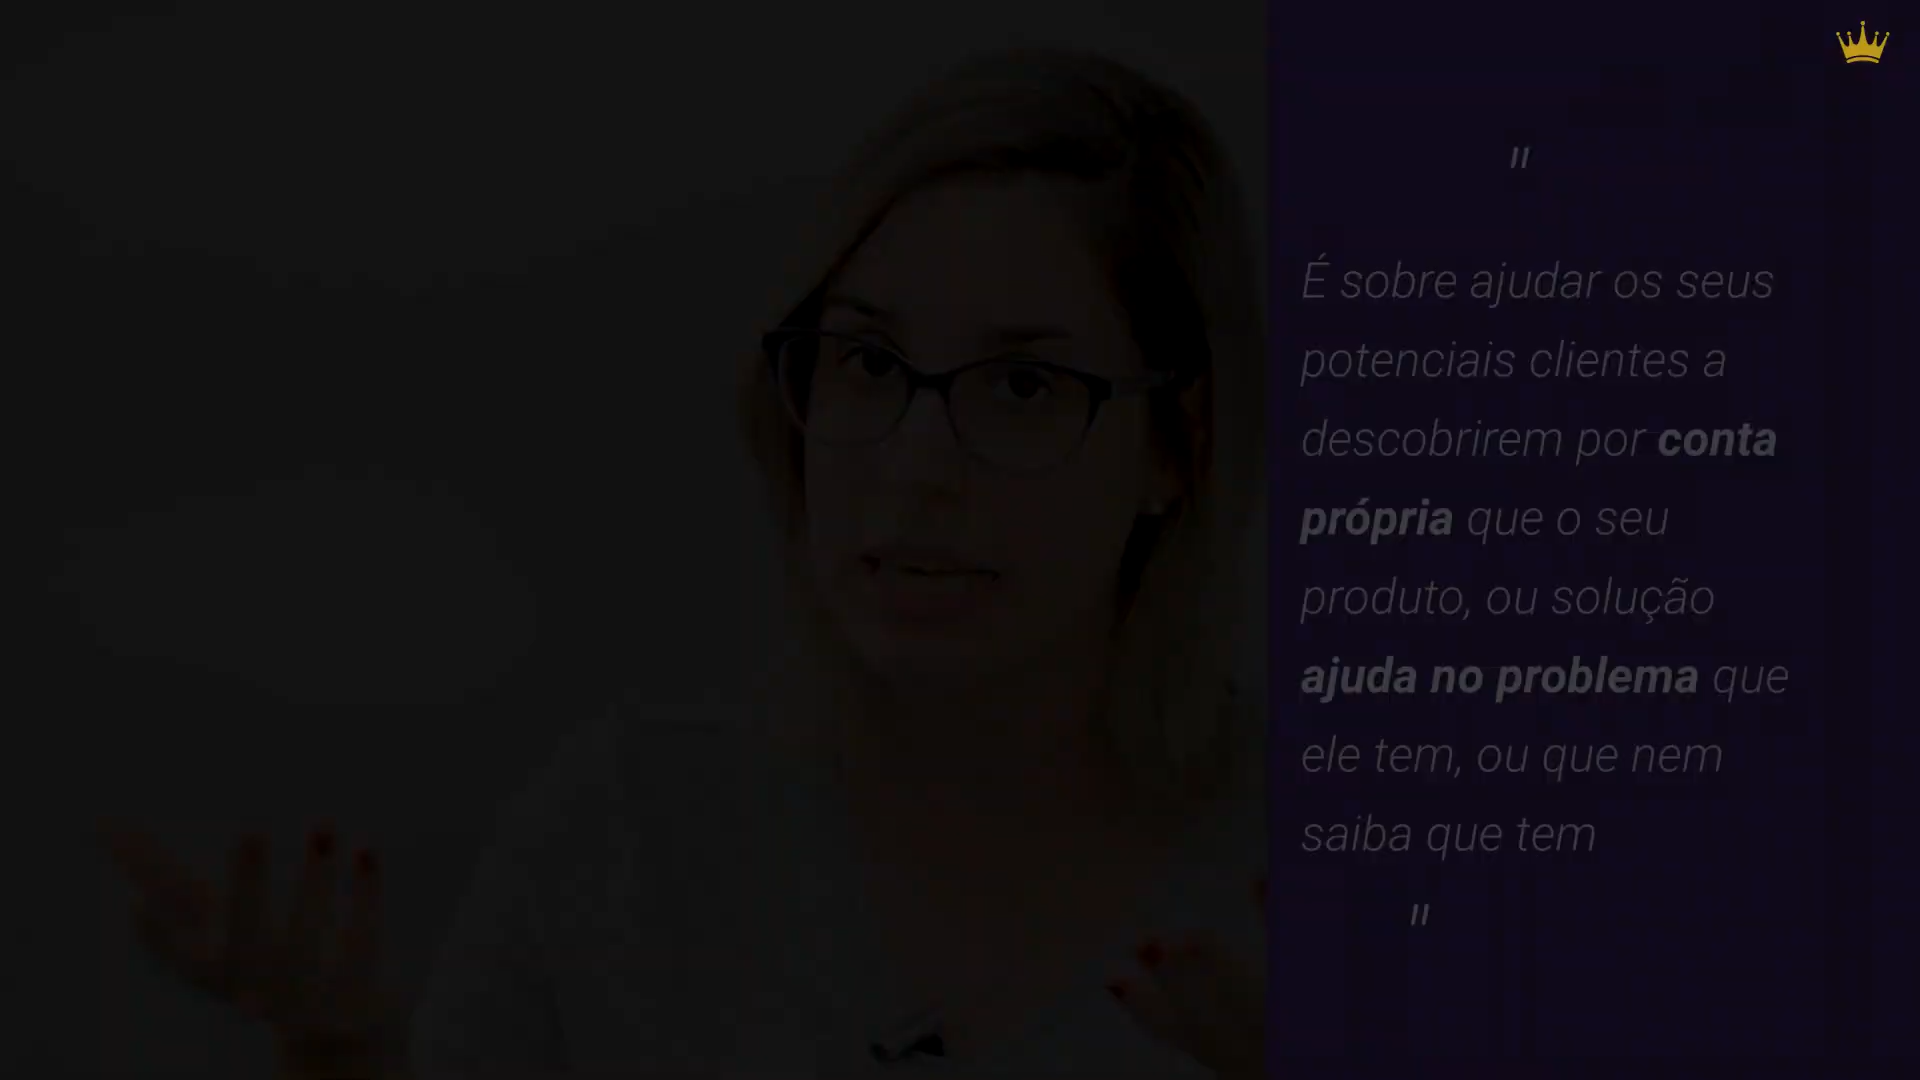 "
É sobre ajudar os seus
potenciais clientes a
descobrirem por conta
própria que o seu
produto, ou solução
ajuda no problema que
ele tem, ou que nem
saiba que tem
"